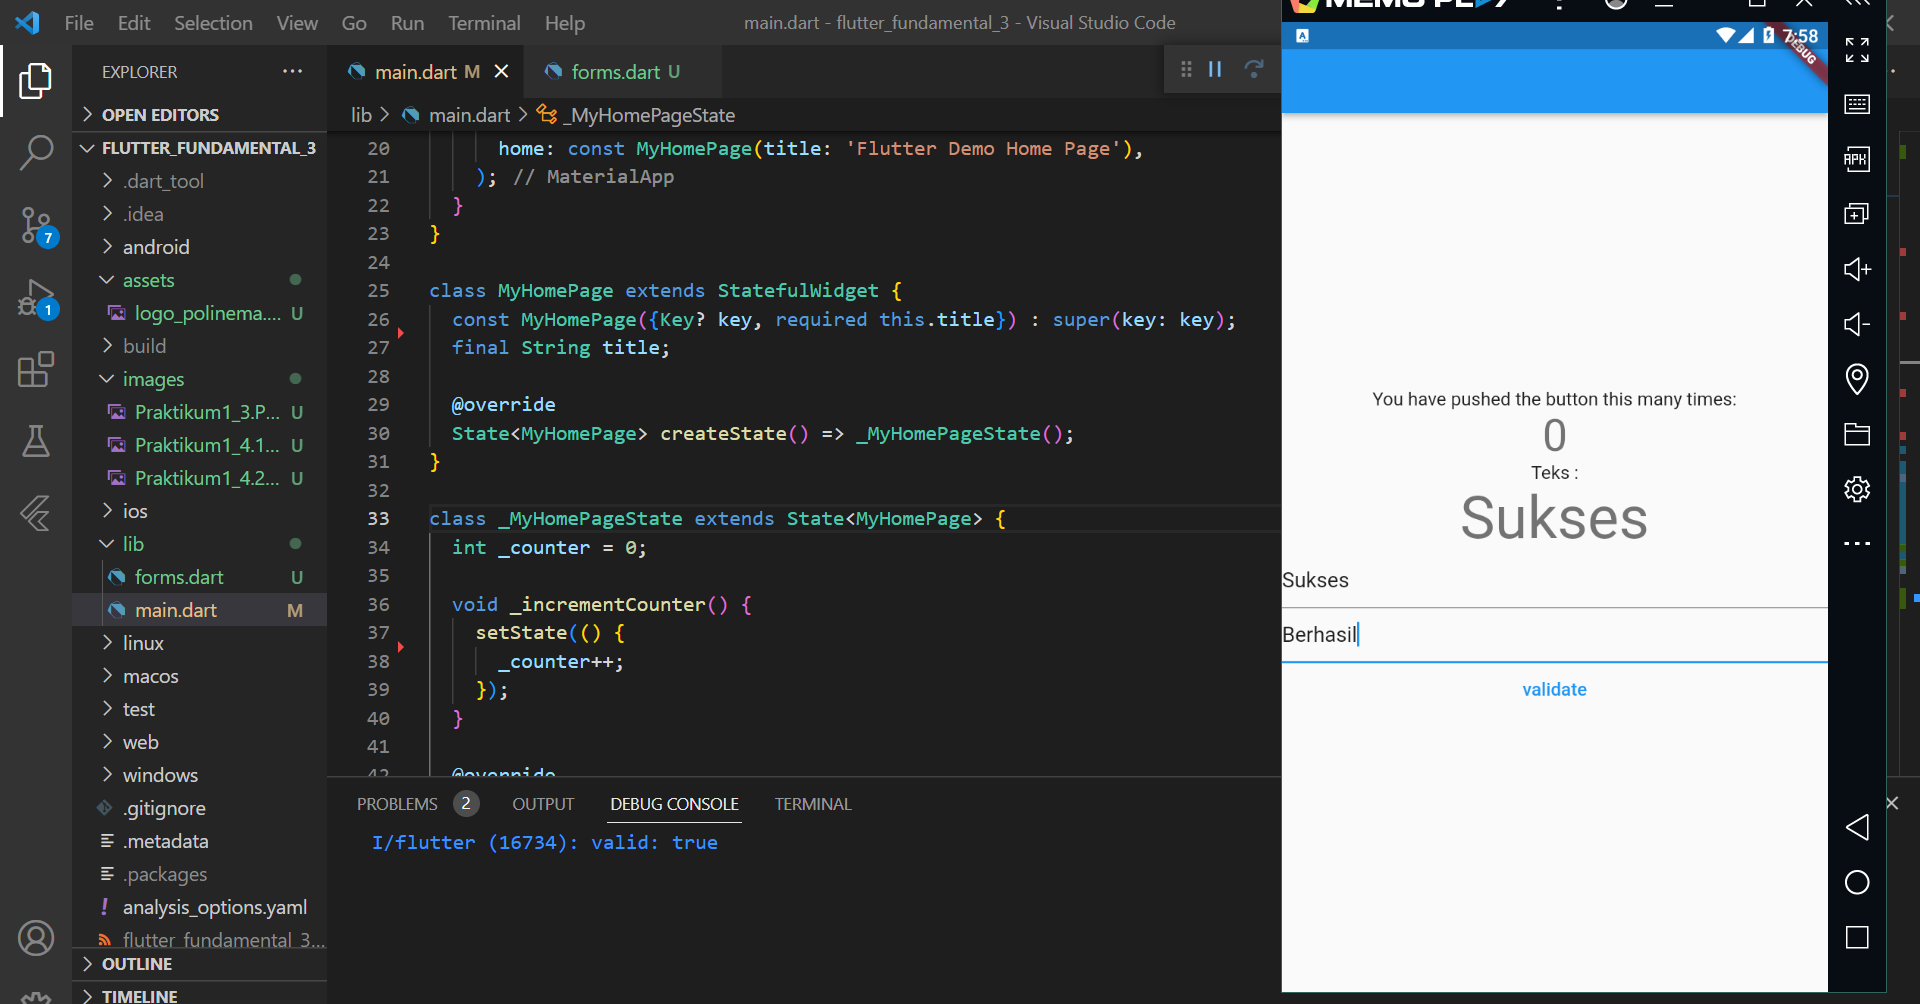 File Edit Selection View Go Run Terminal Help
main.dart - flutter_fundamental_3 - Visual Studio Code
EXPLORER
OPEN EDITORS
FLUTTER_FUNDAMENTAL_3
.dart_tool
.idea
android
assets
logo_polinema.... U
build
images
Praktikum1_3.P... U
Praktikum1_4.1... U
Praktikum1_4.2... U
ios
lib
forms.dart U
main.dart M
linux
macos
test
web
windows
.gitignore
.metadata
.packages
analysis_options.yaml
flutter_fundamental_3...
OUTLINE
TIMELINE
7
1
main.dart M
forms.dart U
lib > main.dart > _MyHomePageState
20 home: const MyHomePage(title: 'Flutter Demo Home Page'),
21 ); // MaterialApp
22 }
23 }
24
25 class MyHomePage extends StatefulWidget {
26 const MyHomePage({Key? key, required this.title}) : super(key: key);
27 final String title;
28
29 @override
30 State<MyHomePage> createState() => _MyHomePageState();
31 }
32
33 class _MyHomePageState extends State<MyHomePage> {
34 int _counter = 0;
35
36 void _incrementCounter() {
37 setState(() {
38 _counter++;
39 });
40 }
41
42 @override
PROBLEMS 2 OUTPUT DEBUG CONSOLE TERMINAL
I/flutter (16734): valid: true
MEMU PLAY
A
7:58
DEBUG
You have pushed the button this many times:
0
Teks :
Sukses
Sukses
Berhasil
validate
APK